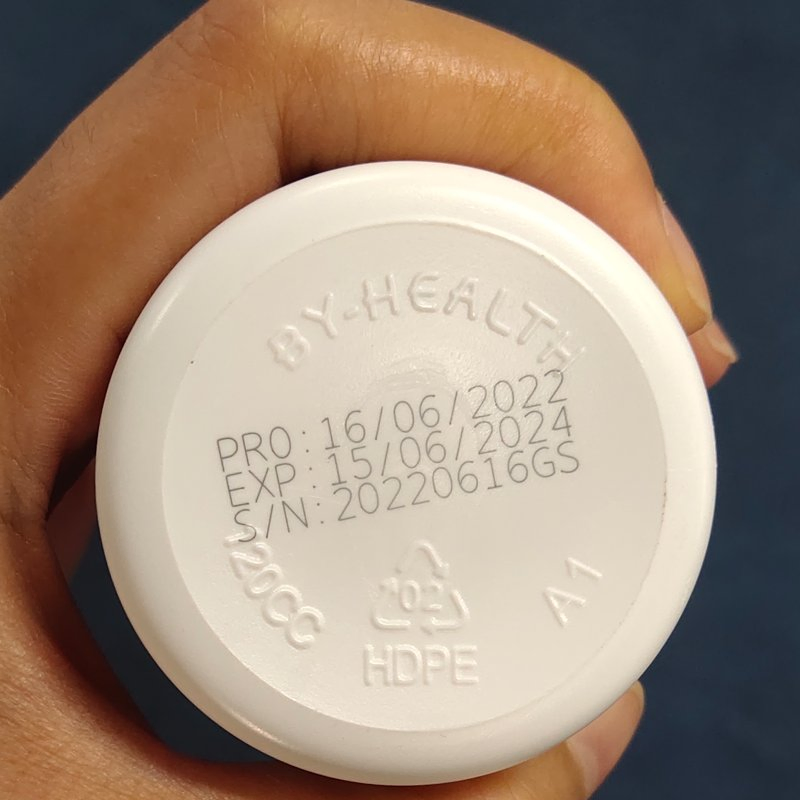 BY-HEALTH
PRO: 16/06/2022
EXP: 15/06/2024
S/N: 20220616GS
120CC
02
HDPE
A1